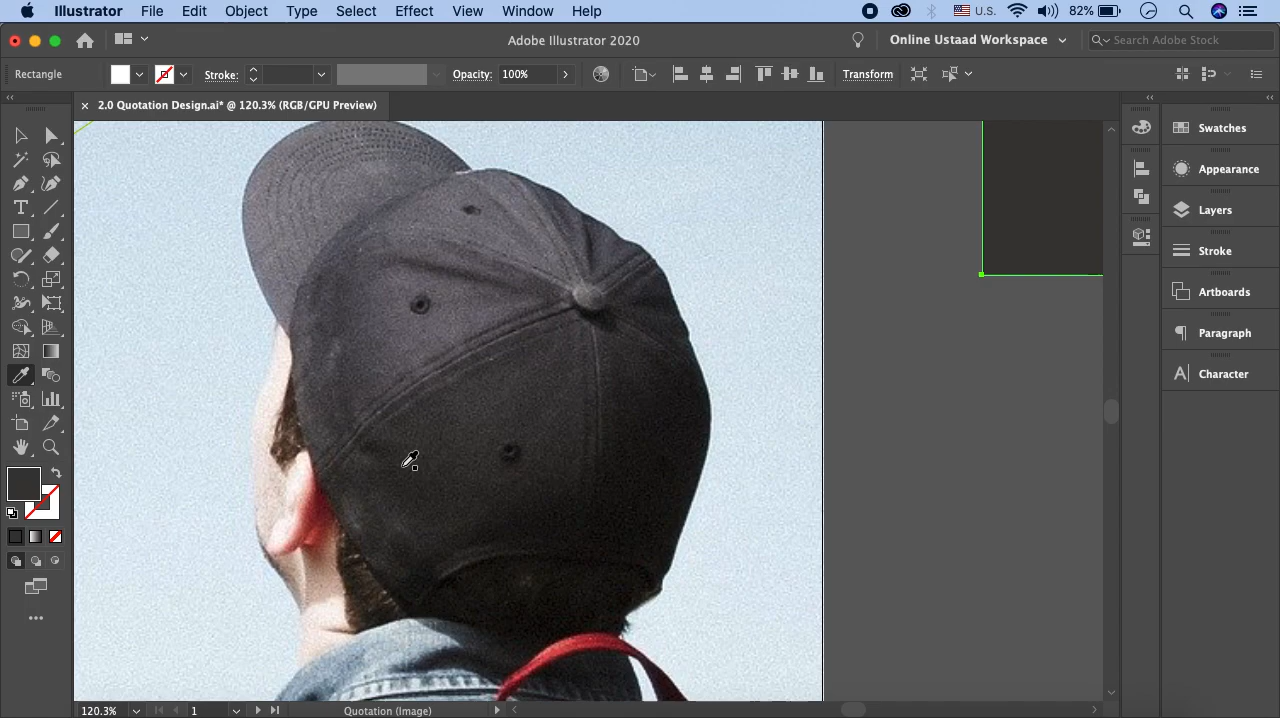 Illustrator File Edit Object Type Select Effect View Window Help U.S. 82%
Adobe Illustrator 2020 Online Ustaad Workspace Search Adobe Stock
Rectangle Stroke: Opacity: 100% Transform
× 2.0 Quotation Design.ai* @ 120.3% (RGB/GPU Preview)
Swatches
Appearance
Layers
Stroke
Artboards
Paragraph
Character
120.3% 1 Quotation (Image)